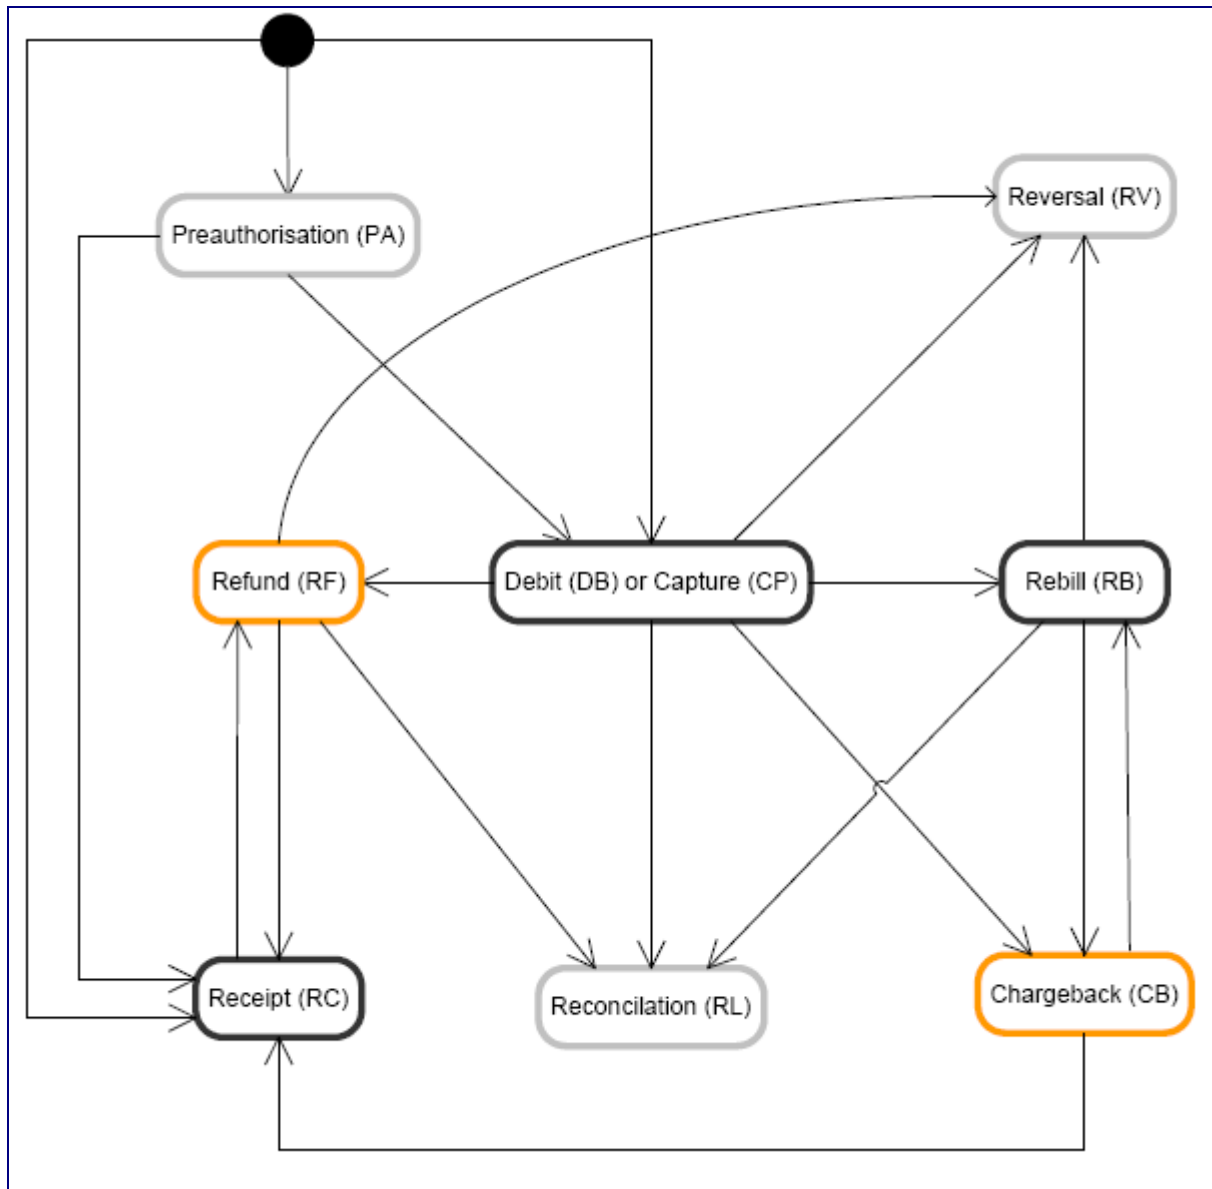 Reversal (RV)
Preauthorisation (PA)
Refund (RF)
Debit (DB) or Capture (CP)
Rebill (RB)
Receipt (RC)
Reconcilation (RL)
Chargeback (CB)